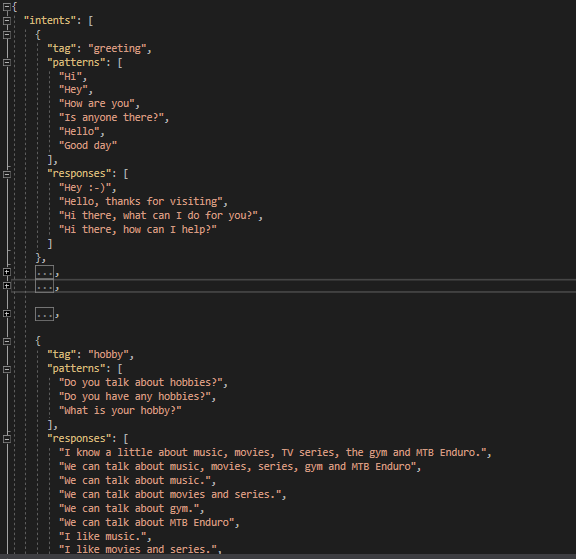 {
"intents": [
{
"tag": "greeting",
"patterns": [
"Hi",
"Hey",
"How are you",
"Is anyone there?",
"Hello",
"Good day"
],
"responses": [
"Hey :-)",
"Hello, thanks for visiting",
"Hi there, what can I do for you?",
"Hi there, how can I help?"
]
},
...,
...,
...,
{
"tag": "hobby",
"patterns": [
"Do you talk about hobbies?",
"Do you have any hobbies?",
"What is your hobby?"
],
"responses": [
"I know a little about music, movies, TV series, the gym and MTB Enduro.",
"We can talk about music, movies, series, gym and MTB Enduro",
"We can talk about music.",
"We can talk about movies and series.",
"We can talk about gym.",
"We can talk about MTB Enduro",
"I like music.",
"I like movies and series.",